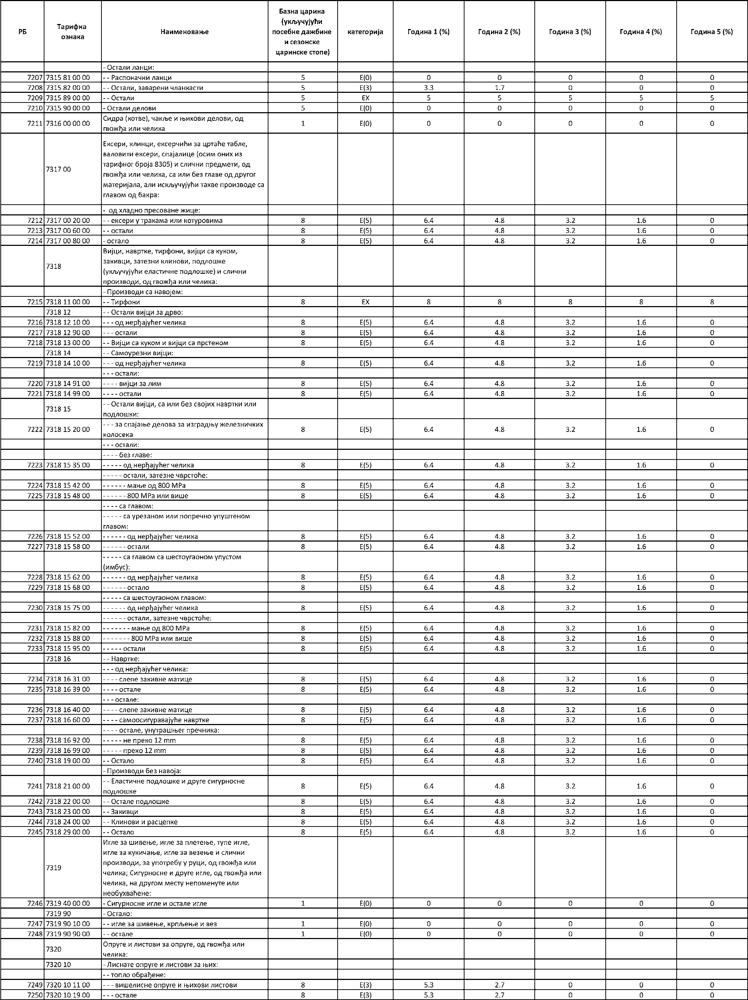 РБ Тарифна ознака Наименовање Базна царина (укључујући посебне дажбине и сезонске царинске стопе) категорија Година 1 (%) Година 2 (%) Година 3 (%) Година 4 (%) Година 5 (%)
- Остали ланци:
7207 7315 81 00 00 - - Распоначни ланци 5 E(0) 0 0 0 0 0
7208 7315 82 00 00 - - Остали, заварени чланкасти 5 E(3) 3.3 1.7 0 0 0
7209 7315 89 00 00 - - Остали 5 EX 5 5 5 5 5
7210 7315 90 00 00 - Остали делови 5 E(0) 0 0 0 0 0
7211 7316 00 00 00 Сидра (котве), чакље и њихови делови, од
гвожђа или челика 1 E(0) 0 0 0 0 0
7317 00 Ексери, клинци, ексерчићи за цртаће табле,
валовити ексери, спајалице (осим оних из
тарифног броја 8305) и слични предмети, од
гвожђа или челика, са или без главе од другог
материјала, али искључујући такве производе са
главом од бакра:
- од хладно пресоване жице:
7212 7317 00 20 00 - - ексери у тракама или котуровима 8 E(5) 6.4 4.8 3.2 1.6 0
7213 7317 00 60 00 - - остали 8 E(5) 6.4 4.8 3.2 1.6 0
7214 7317 00 80 00 - остало 8 E(5) 6.4 4.8 3.2 1.6 0
7318 Вијци, навртке, тирфони, вијци са куком,
закивци, затезни клинови, подлошке
(укључујући еластичне подлошке) и слични
производи, од гвожђа или челика:
- Производи са навојем:
7215 7318 11 00 00 - - Тирфони 8 EX 8 8 8 8 8
7318 12 - - Остали вијци за дрво:
7216 7318 12 10 00 - - - од нерђајућег челика 8 E(5) 6.4 4.8 3.2 1.6 0
7217 7318 12 90 00 - - - остали 8 E(5) 6.4 4.8 3.2 1.6 0
7218 7318 13 00 00 - - Вијци са куком и вијци са прстеном 8 E(5) 6.4 4.8 3.2 1.6 0
7318 14 - - Самоурезни вијци:
7219 7318 14 10 00 - - - од нерђајућег челика 8 E(5) 6.4 4.8 3.2 1.6 0
- - - остали:
7220 7318 14 91 00 - - - - вијци за лим 8 E(5) 6.4 4.8 3.2 1.6 0
7221 7318 14 99 00 - - - - остали 8 E(5) 6.4 4.8 3.2 1.6 0
7318 15 - - Остали вијци, са или без својих навртки или
подлошки:
7222 7318 15 20 00 - - - за спајање делова за изградњу железничких
колосека 8 E(5) 6.4 4.8 3.2 1.6 0
- - - остали:
- - - - без главе:
7223 7318 15 35 00 - - - - - од нерђајућег челика 8 E(5) 6.4 4.8 3.2 1.6 0
- - - - - остали, затезне чврстоће:
7224 7318 15 42 00 - - - - - - мање од 800 MPa 8 E(5) 6.4 4.8 3.2 1.6 0
7225 7318 15 48 00 - - - - - - 800 MPa или више 8 E(5) 6.4 4.8 3.2 1.6 0
- - - - са главом:
- - - - - са урезаном или попречно упуштеном
главом:
7226 7318 15 52 00 - - - - - - од нерђајућег челика 8 E(5) 6.4 4.8 3.2 1.6 0
7227 7318 15 58 00 - - - - - - остали 8 E(5) 6.4 4.8 3.2 1.6 0
- - - - - са главом са шестоугаоном упустом
(имбус):
7228 7318 15 62 00 - - - - - - од нерђајућег челика 8 E(5) 6.4 4.8 3.2 1.6 0
7229 7318 15 68 00 - - - - - - остало 8 E(5) 6.4 4.8 3.2 1.6 0
- - - - - са шестоугаоном главом:
7230 7318 15 75 00 - - - - - - од нерђајућег челика 8 E(5) 6.4 4.8 3.2 1.6 0
- - - - - - остали, затезне чврстоће:
7231 7318 15 82 00 - - - - - - - мање од 800 MPa 8 E(5) 6.4 4.8 3.2 1.6 0
7232 7318 15 88 00 - - - - - - - 800 MPa или више 8 E(5) 6.4 4.8 3.2 1.6 0
7233 7318 15 95 00 - - - - - остали 8 E(5) 6.4 4.8 3.2 1.6 0
7318 16 - - Навртке:
- - - од нерђајућег челика:
7234 7318 16 31 00 - - - - слепе закивне матице 8 E(5) 6.4 4.8 3.2 1.6 0
7235 7318 16 39 00 - - - - остале 8 E(5) 6.4 4.8 3.2 1.6 0
- - - остале:
7236 7318 16 40 00 - - - - слепе закивне матице 8 E(5) 6.4 4.8 3.2 1.6 0
7237 7318 16 60 00 - - - - самоосигуравајуће навртке 8 E(5) 6.4 4.8 3.2 1.6 0
- - - - остале, унутрашњег пречника:
7238 7318 16 92 00 - - - - - не преко 12 mm 8 E(5) 6.4 4.8 3.2 1.6 0
7239 7318 16 99 00 - - - - - преко 12 mm 8 E(5) 6.4 4.8 3.2 1.6 0
7240 7318 19 00 00 - - Остало 8 E(5) 6.4 4.8 3.2 1.6 0
- Производи без навоја:
7241 7318 21 00 00 - - Еластичне подлошке и друге сигурносне
подлошке 8 E(5) 6.4 4.8 3.2 1.6 0
7242 7318 22 00 00 - - Остале подлошке 8 E(5) 6.4 4.8 3.2 1.6 0
7243 7318 23 00 00 - - Закивци 8 E(5) 6.4 4.8 3.2 1.6 0
7244 7318 24 00 00 - - Клинови и расцепке 8 E(5) 6.4 4.8 3.2 1.6 0
7245 7318 29 00 00 - - Остало 8 E(5) 6.4 4.8 3.2 1.6 0
7319 Игле за шивење, игле за плетење, тупе игле,
игле за кукичање, игле за везење и слични
производи, за употребу у руци, од гвожђа или
челика; Сигурносне и друге игле, од гвожђа или
челика, на другом месту непоменуте или
необухваћене:
7246 7319 40 00 00 - Сигурносне игле и остале игле 1 E(0) 0 0 0 0 0
7319 90 - Остало:
7247 7319 90 10 00 - - игле за шивење, крпљење и вез 1 E(0) 0 0 0 0 0
7248 7319 90 90 00 - - остале 1 E(0) 0 0 0 0 0
7320 Опруге и листови за опруге, од гвожђа или
челика:
7320 10 - Лиснате опруге и листови за њих:
- - топло обрађене:
7249 7320 10 11 00 - - - вишелисне опруге и њихови листови 8 E(3) 5.3 2.7 0 0 0
7250 7320 10 19 00 - - - остале 8 E(3) 5.3 2.7 0 0 0